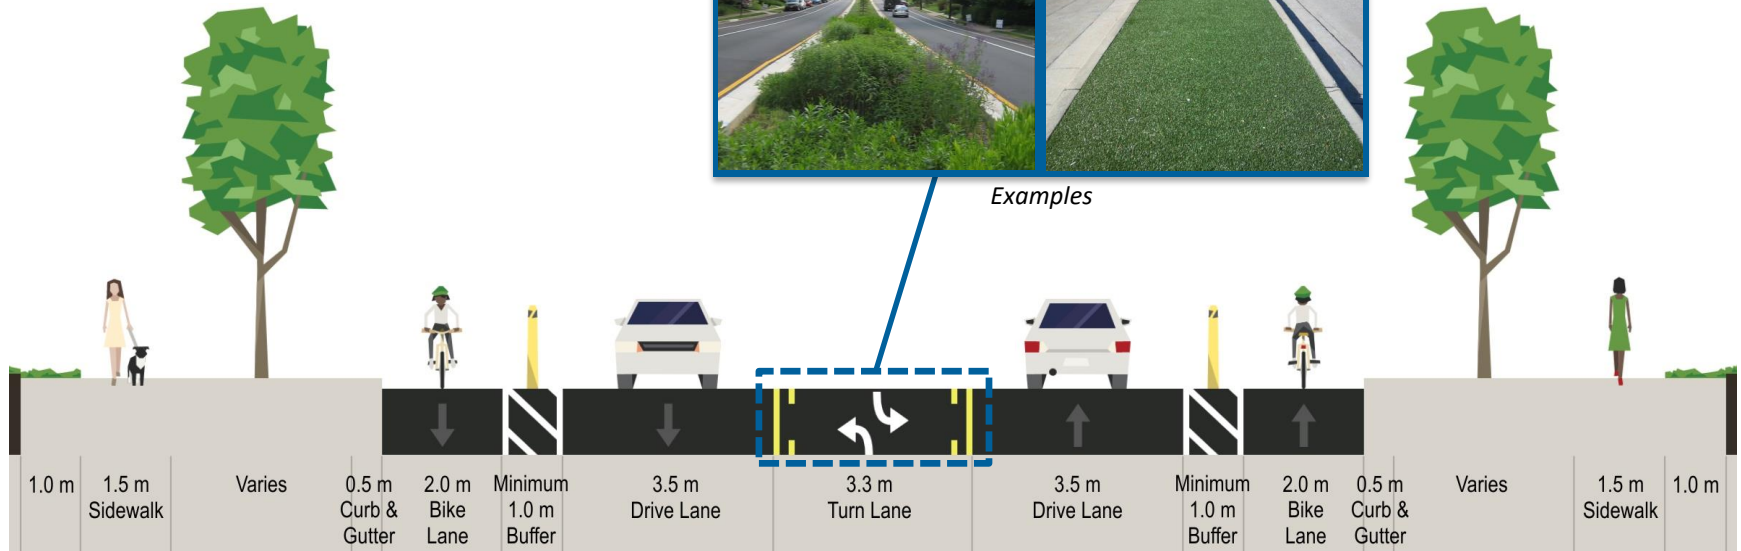 Examples
1.0 m
1.5 m
Sidewalk
Varies
0.5 m
Curb &
Gutter
2.0 m
Bike
Lane
Minimum
1.0 m
Buffer
3.5 m
Drive Lane
3.3 m
Turn Lane
3.5 m
Drive Lane
Minimum
1.0 m
Buffer
2.0 m
Bike
Lane
0.5 m
Curb &
Gutter
Varies
1.5 m
Sidewalk
1.0 m